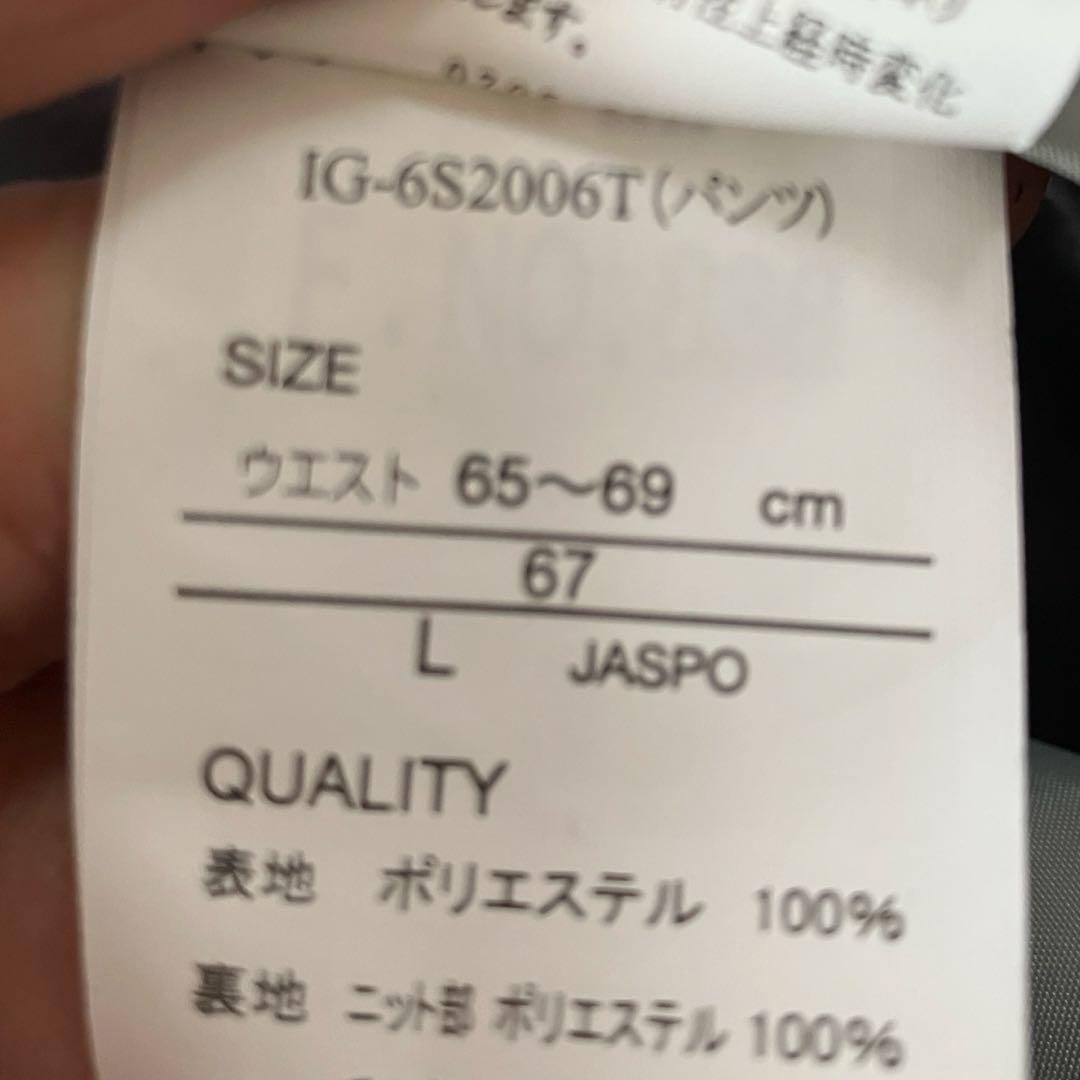 ます。
上経時変化
IG-6S2006T(パンツ)
SIZE
ウエスト 65〜69 cm
67
L JASPO
QUALITY
表地 ポリエステル 100%
裏地 ニット部 ポリエステル 100%